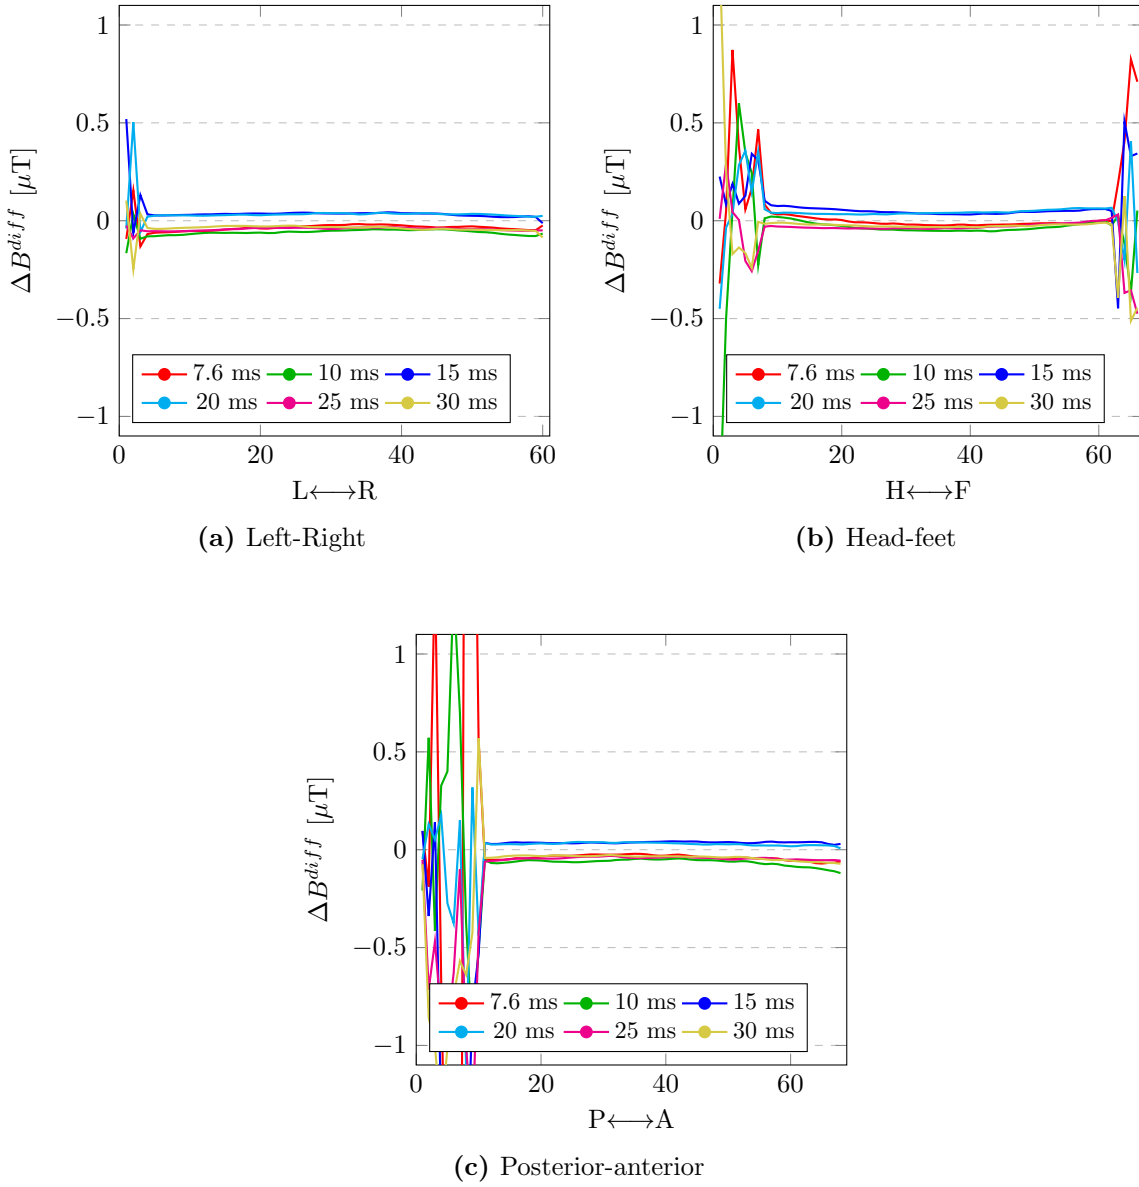 1
0.5
0
−0.5
−1
ΔB^diff [μT]
7.6 ms 10 ms 15 ms
20 ms 25 ms 30 ms
0 20 40 60
L⟵⟶R
(a) Left-Right
1
0.5
0
−0.5
−1
ΔB^diff [μT]
7.6 ms 10 ms 15 ms
20 ms 25 ms 30 ms
0 20 40 60
H⟵⟶F
(b) Head-feet
1
0.5
0
−0.5
−1
ΔB^diff [μT]
7.6 ms 10 ms 15 ms
20 ms 25 ms 30 ms
0 20 40 60
P⟵⟶A
(c) Posterior-anterior